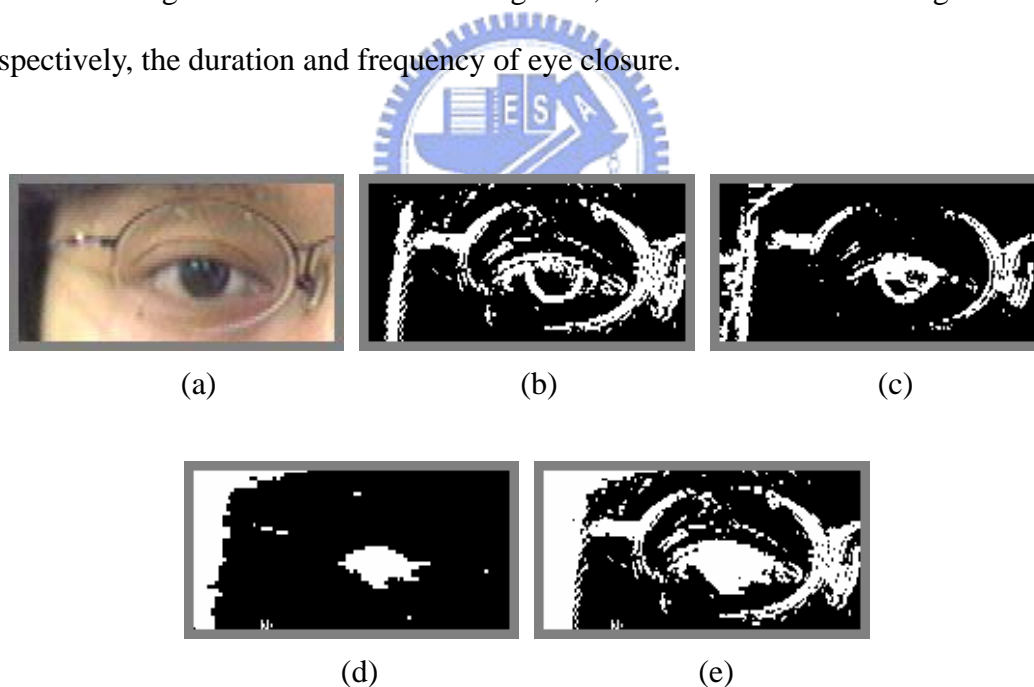 spectively, the duration and frequency of eye closure.
E S A
(a) (b) (c)
(d) (e)